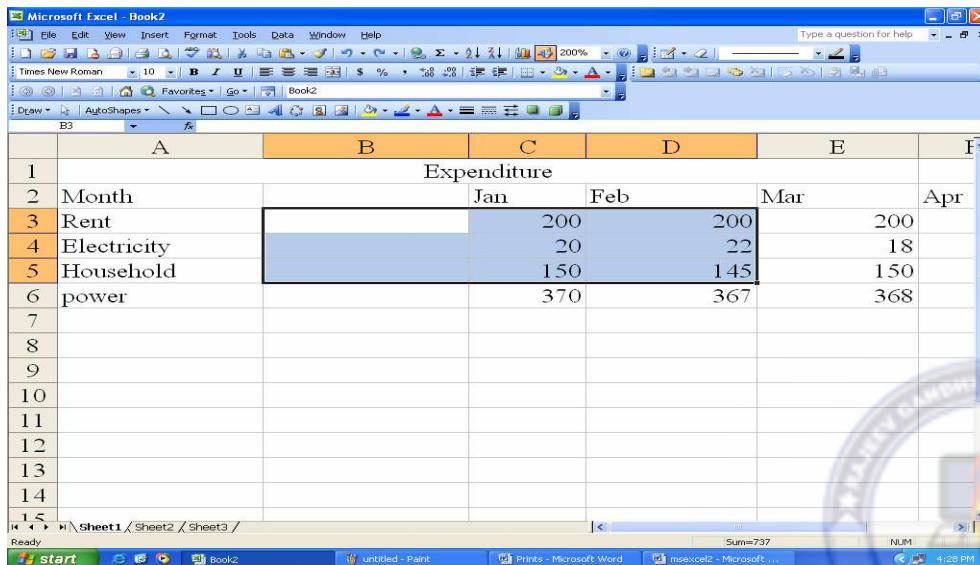 Microsoft Excel - Book2
File Edit View Insert Format Tools Data Window Help Type a question for help
200%
Times New Roman 10 B I U $ % ,
Favorites Go Book2
Draw AutoShapes
B3 fx
A B C D E F
1 Expenditure
2 Month Jan Feb Mar Apr
3 Rent 200 200 200
4 Electricity 20 22 18
5 Household 150 145 150
6 power 370 367 368
7
8
9
10
11
12
13
14
15
Sheet1 Sheet2 Sheet3
Ready Sum=737 NUM
start Book2 untitled - Paint Prints - Microsoft Word msexcel2 - Microsoft ... 4:28 PM